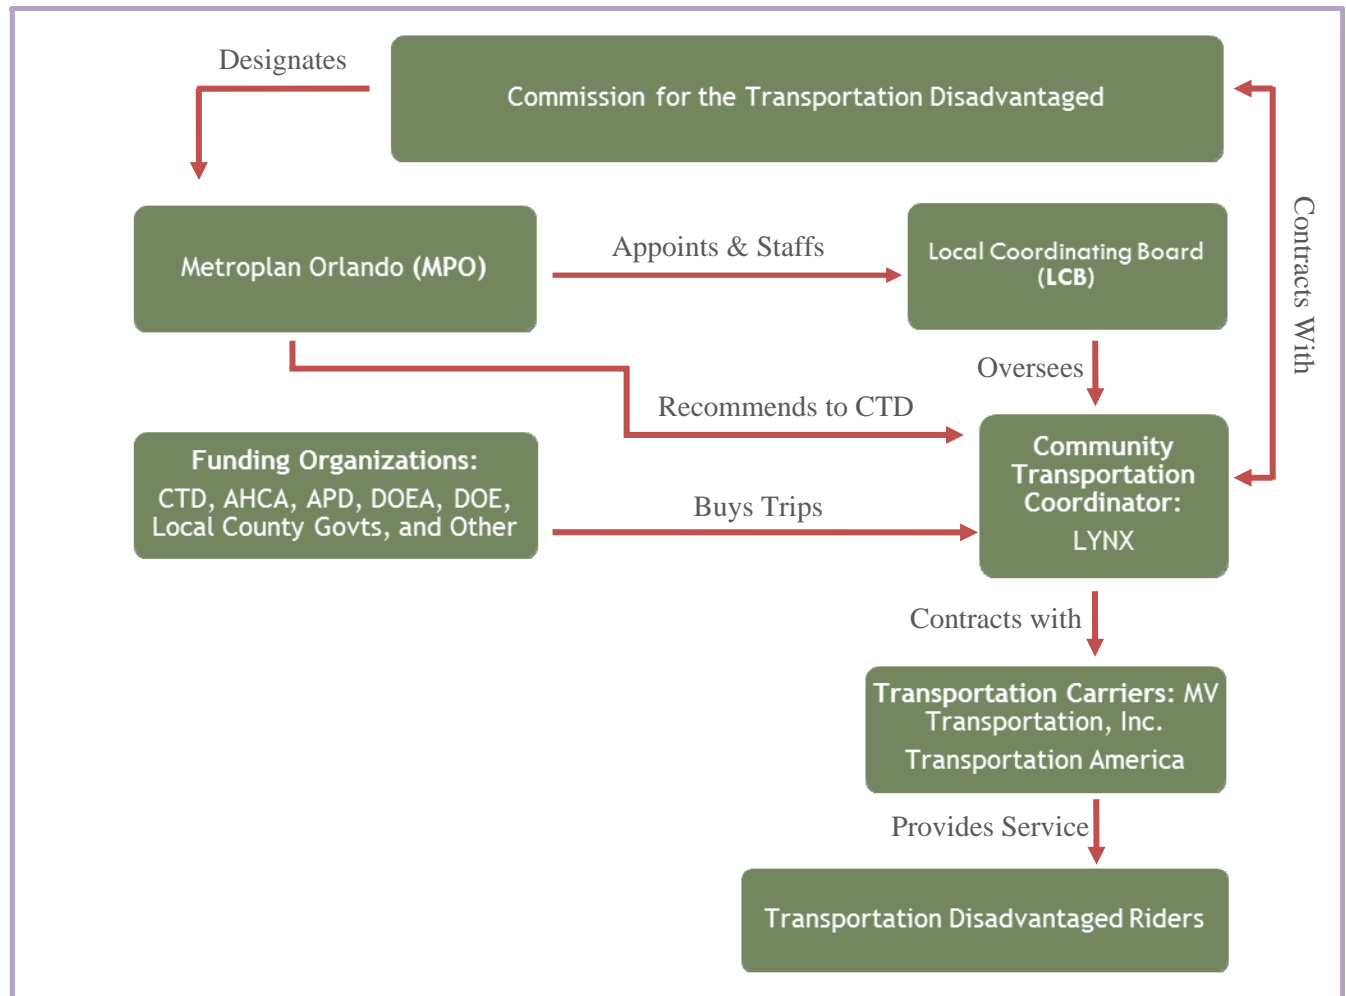 Designates
Commission for the Transportation Disadvantaged
Metroplan Orlando (MPO)
Appoints & Staffs
Local Coordinating Board
(LCB)
Contracts With
Oversees
Recommends to CTD
Funding Organizations:
CTD, AHCA, APD, DOEA, DOE,
Local County Govts, and Other
Buys Trips
Community
Transportation
Coordinator:
LYNX
Contracts with
Transportation Carriers: MV
Transportation, Inc.
Transportation America
Provides Service
Transportation Disadvantaged Riders